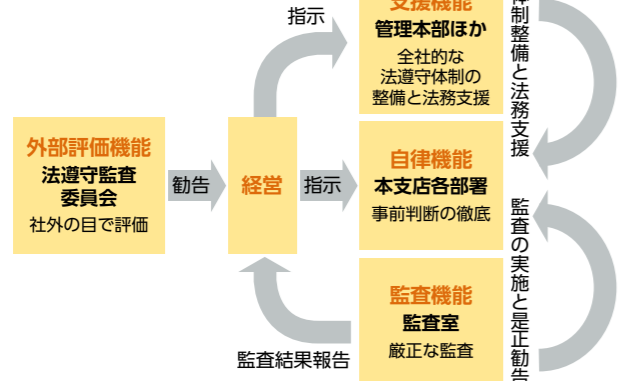 支援機能
管理本部ほか
全社的な
法遵守体制の
整備と法務支援
指示
体制整備と法務支援
外部評価機能
法遵守監査
委員会
社外の目で評価
勧告
経営
指示
自律機能
本支店各部署
事前判断の徹底
監査の実施と是正勧告
監査機能
監査室
厳正な監査
監査結果報告